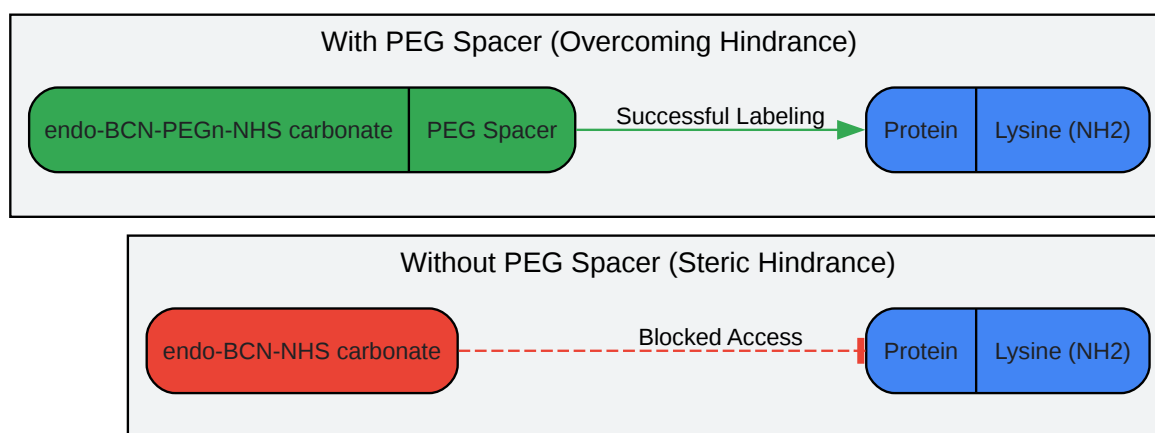 With PEG Spacer (Overcoming Hindrance)
endo-BCN-PEGn-NHS carbonate
PEG Spacer
Successful Labeling
Protein
Lysine (NH2)
Without PEG Spacer (Steric Hindrance)
endo-BCN-NHS carbonate
Blocked Access
Protein
Lysine (NH2)